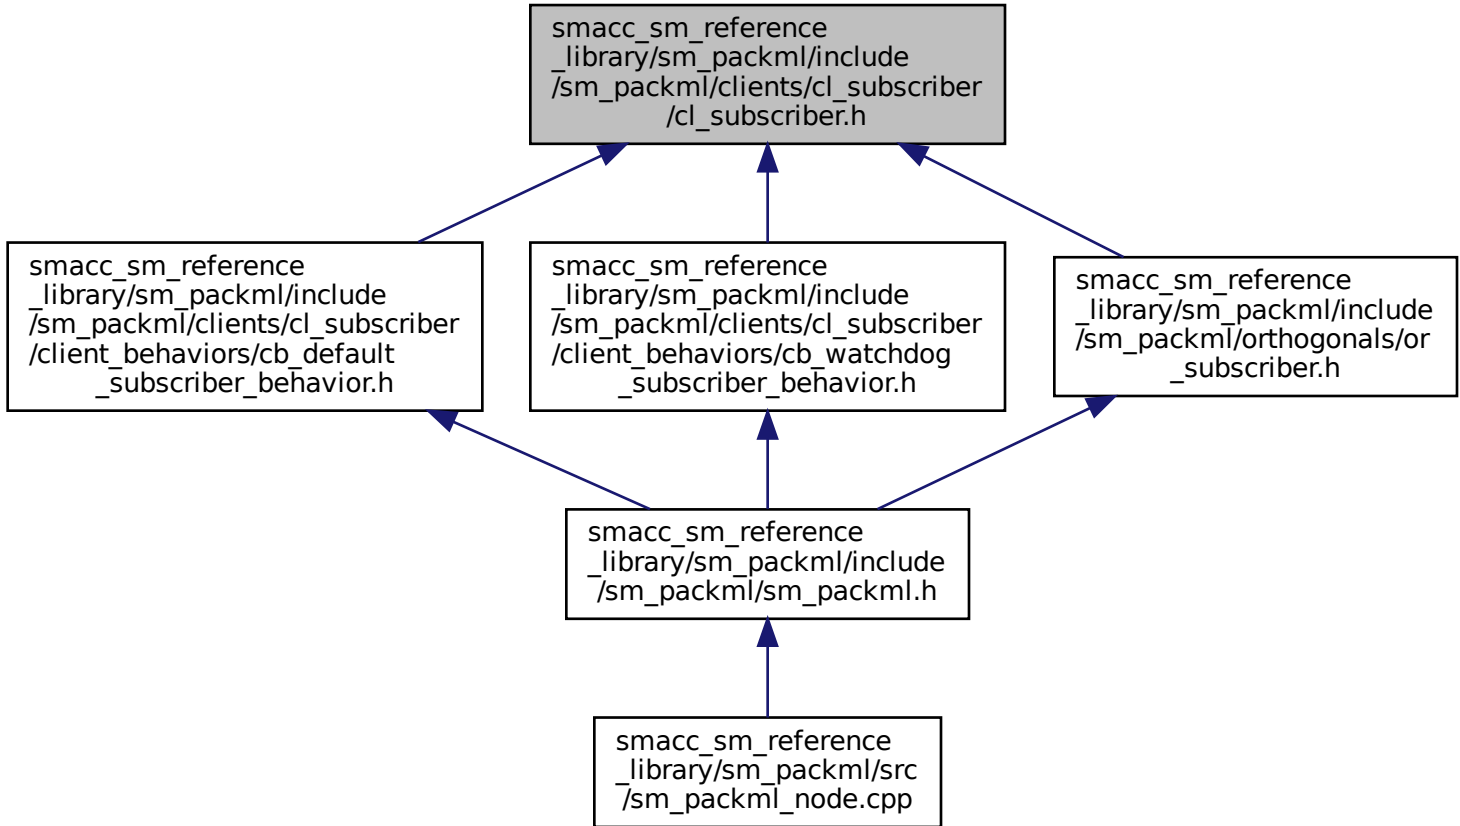 smacc_sm_reference
_library/sm_packml/include
/sm_packml/clients/cl_subscriber
/cl_subscriber.h
smacc_sm_reference
_library/sm_packml/include
/sm_packml/clients/cl_subscriber
/client_behaviors/cb_default
_subscriber_behavior.h
smacc_sm_reference
_library/sm_packml/include
/sm_packml/clients/cl_subscriber
/client_behaviors/cb_watchdog
_subscriber_behavior.h
smacc_sm_reference
_library/sm_packml/include
/sm_packml/orthogonals/or
_subscriber.h
smacc_sm_reference
_library/sm_packml/include
/sm_packml/sm_packml.h
smacc_sm_reference
_library/sm_packml/src
/sm_packml_node.cpp